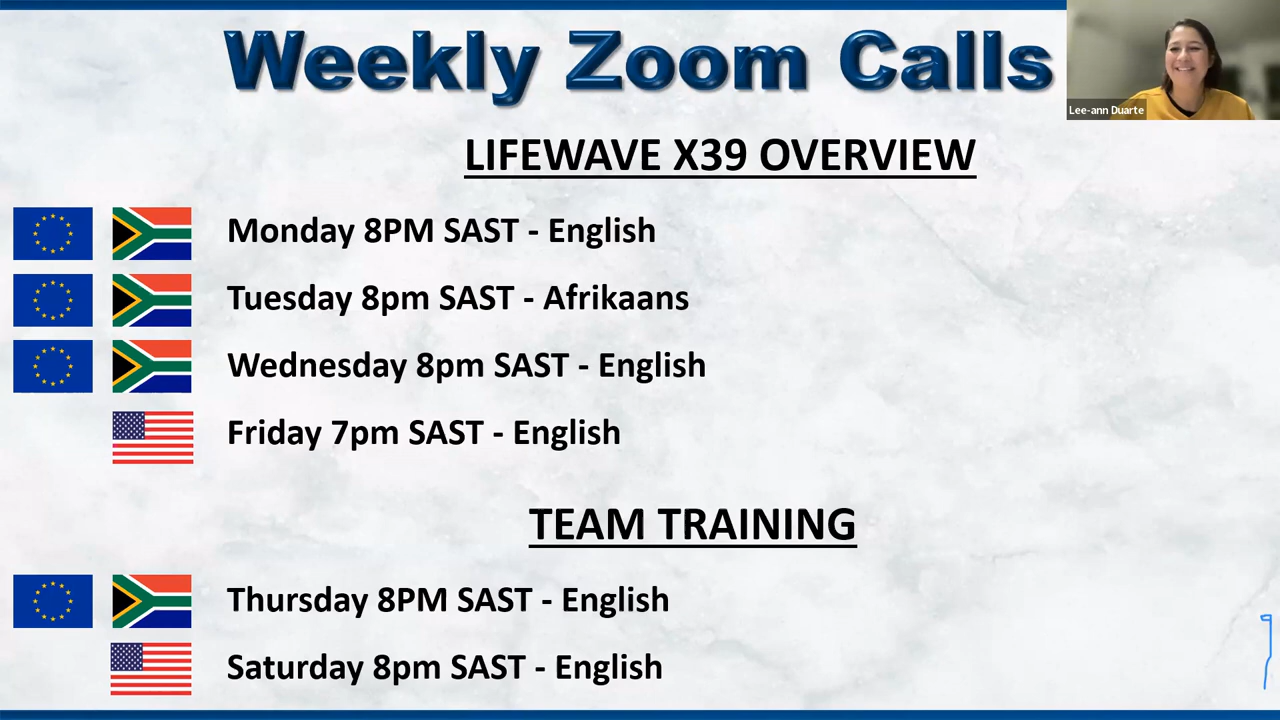 Weekly Zoom Calls
Lee-ann Duarte
LIFEWAVE X39 OVERVIEW
Monday 8PM SAST - English
Tuesday 8pm SAST - Afrikaans
Wednesday 8pm SAST - English
Friday 7pm SAST - English
TEAM TRAINING
Thursday 8PM SAST - English
Saturday 8pm SAST - English